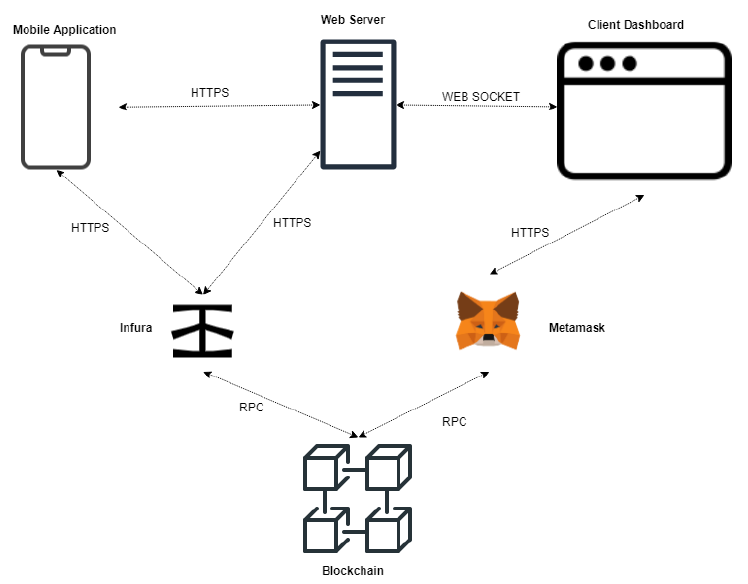 Web Server
Client Dashboard
Mobile Application
HTTPS
WEB SOCKET
HTTPS
HTTPS
HTTPS
Infura
Metamask
RPC
RPC
Blockchain